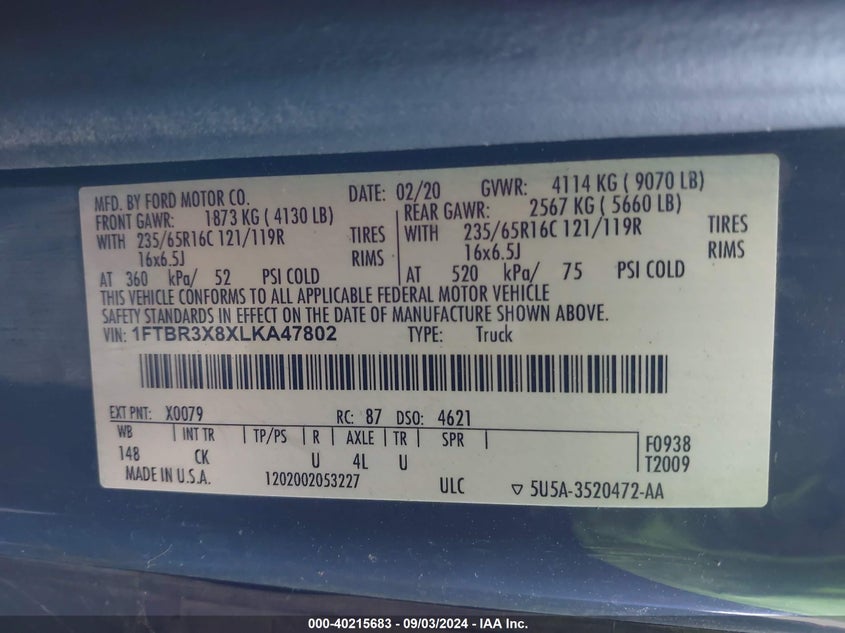 MFD. BY FORD MOTOR CO. DATE: 02/20 GVWR: 4114 KG ( 9070 LB)
FRONT GAWR: 1873 KG ( 4130 LB) REAR GAWR: 2567 KG ( 5660 LB)
WITH 235/65R16C 121/119R TIRES WITH 235/65R16C 121/119R TIRES
16x6.5J RIMS 16x6.5J RIMS
AT 360 kPa/ 52 PSI COLD AT 520 kPa/ 75 PSI COLD
THIS VEHICLE CONFORMS TO ALL APPLICABLE FEDERAL MOTOR VEHICLE
SAFETY STANDARDS IN EFFECT ON THE DATE OF MANUFACTURE SHOWN ABOVE.
VIN: 1FTBR3X8XLKA47802 TYPE: Truck
EXT PNT: X0079 RC: 87 DSO: 4621
WB | INT TR | TP/PS | R | AXLE | TR | SPR | F0938
148 CK U 4L U T2009
MADE IN U.S.A. 1202002053227 ULC ▽ 5U5A-3520472-AA
000-40215683 - 09/03/2024 - IAA Inc.